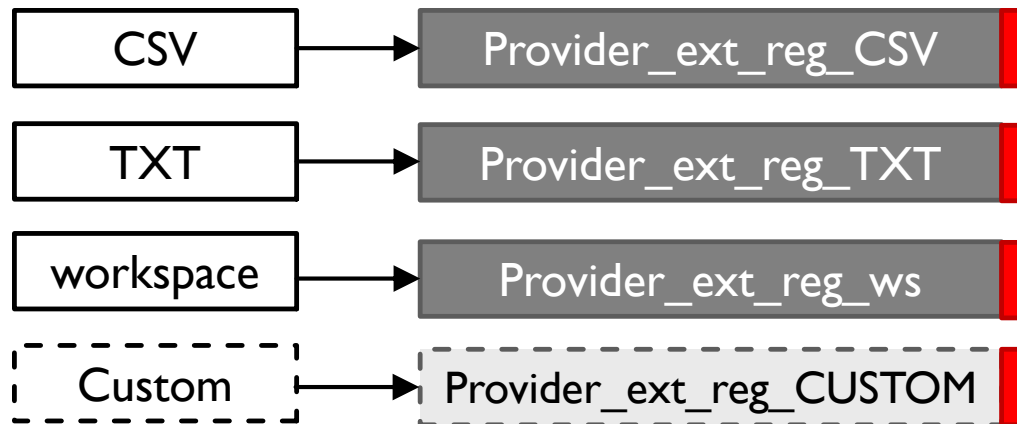 CSV
Provider_ext_reg_CSV
TXT
Provider_ext_reg_TXT
workspace
Provider_ext_reg_ws
Custom
Provider_ext_reg_CUSTOM